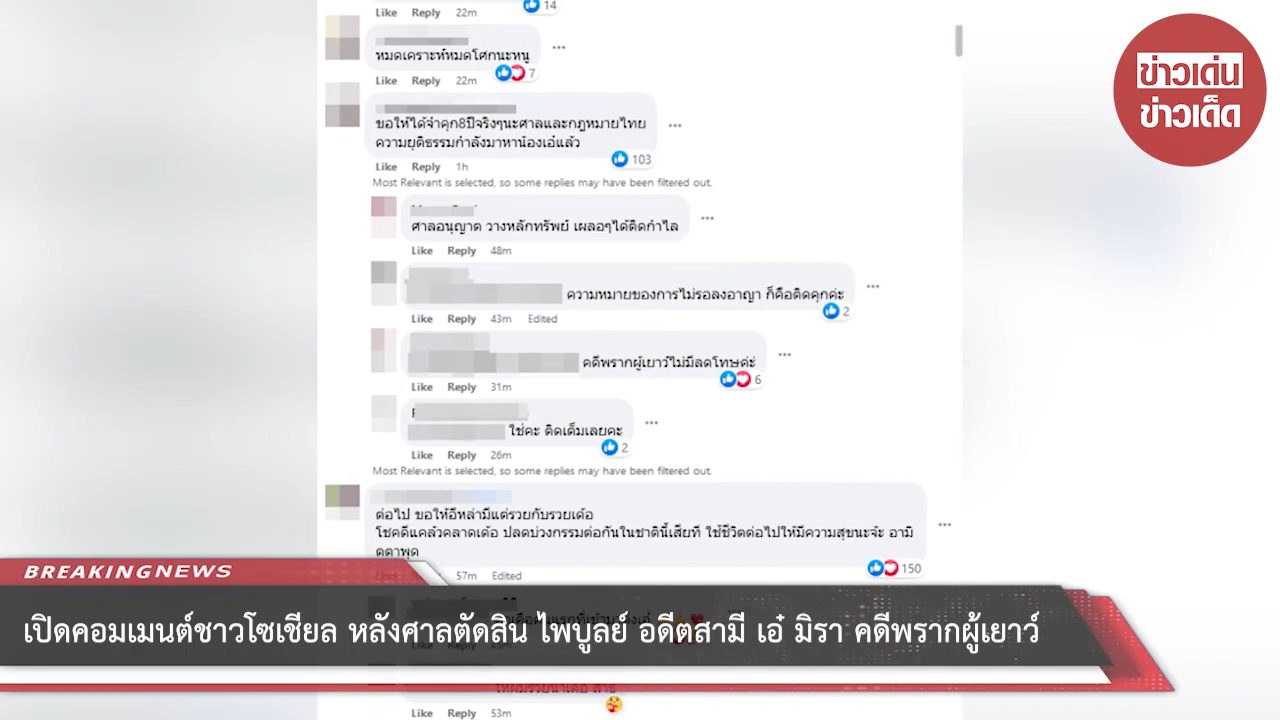 Like Reply 22m 14
หมดเคราะห์หมดโศกนะหนู
Like Reply 22m 7
ขอให้ได้จำคุก8ปีจริงๆนะศาลและกฎหมายไทย
ความยุติธรรมกำลังมาหาน้องเอ๋แล้ว
Like Reply 1h 103
Most Relevant is selected, so some replies may have been filtered out.
ศาลอนุญาต วางหลักทรัพย์ เผลอๆได้ติดกำไล
Like Reply 48m
ความหมายของการไม่รอลงอาญา ก็คือติดคุกค่ะ
Like Reply 43m Edited 2
คดีพรากผู้เยาว์ไม่มีลดโทษค่ะ
Like Reply 31m 6
ใช่คะ ติดเต็มเลยคะ
Like Reply 26m 2
Most Relevant is selected, so some replies may have been filtered out.
ต่อไป ขอให้อีหล่ามีแต่รวยกับรวยเด้อ
โชคดีแคล้วคลาดเด้อ ปลดบ่วงกรรมต่อกันในชาตินี้เสียที ใช้ชีวิตต่อไปให้มีความสุขนะจ้ะ อามิ
ตตาพุด
57m Edited 150
Like Reply 53m
ข่าวเด่น
ข่าวเด็ด
BREAKING NEWS
เปิดคอมเมนต์ชาวโซเชียล หลังศาลตัดสิน ไพบูลย์ อดีตสามี เอ๋ มิรา คดีพรากผู้เยาว์